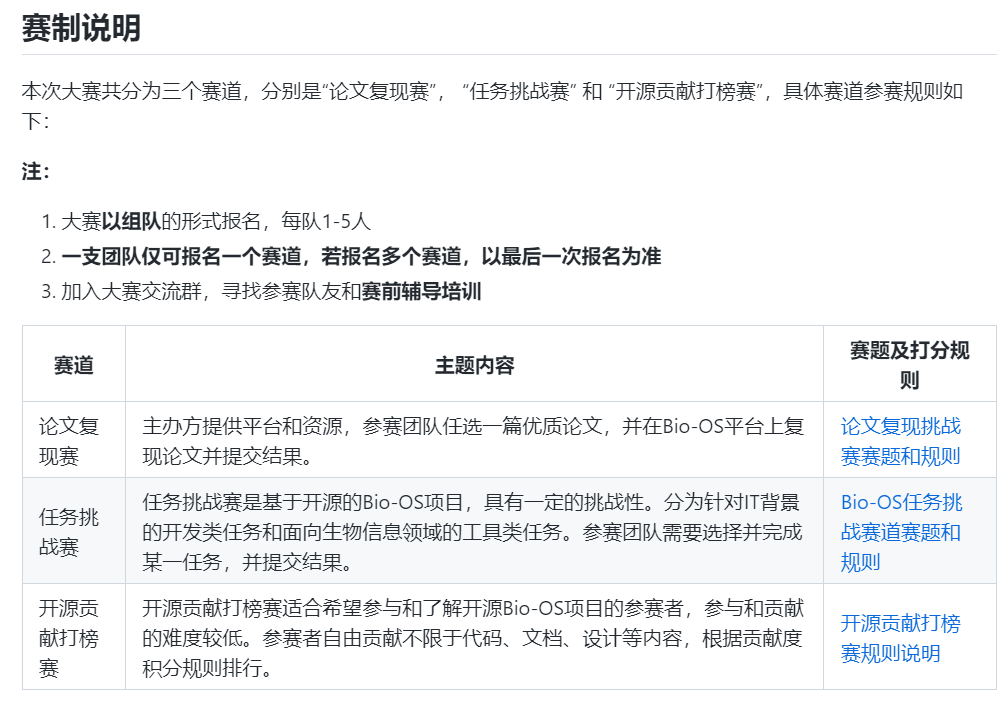 赛制说明
本次大赛共分为三个赛道，分别是“论文复现赛”， “任务挑战赛” 和 “开源贡献打榜赛”，具体赛道参赛规则如
下：
注：
1. 大赛以组队的形式报名，每队1-5人
2. 一支团队仅可报名一个赛道，若报名多个赛道，以最后一次报名为准
3. 加入大赛交流群，寻找参赛队友和赛前辅导培训
赛道
主题内容
赛题及打分规
则
论文复
现赛
主办方提供平台和资源，参赛团队任选一篇优质论文，并在Bio-OS平台上复
现论文并提交结果。
论文复现挑战
赛赛题和规则
任务挑
战赛
任务挑战赛是基于开源的Bio-OS项目，具有一定的挑战性。分为针对IT背景
的开发类任务和面向生物信息领域的工具类任务。参赛团队需要选择并完成
某一任务，并提交结果。
Bio-OS任务挑
战赛道赛题和
规则
开源贡
献打榜
赛
开源贡献打榜赛适合希望参与和了解开源Bio-OS项目的参赛者，参与和贡献
的难度较低。参赛者自由贡献不限于代码、文档、设计等内容，根据贡献度
积分规则排行。
开源贡献打榜
赛规则说明